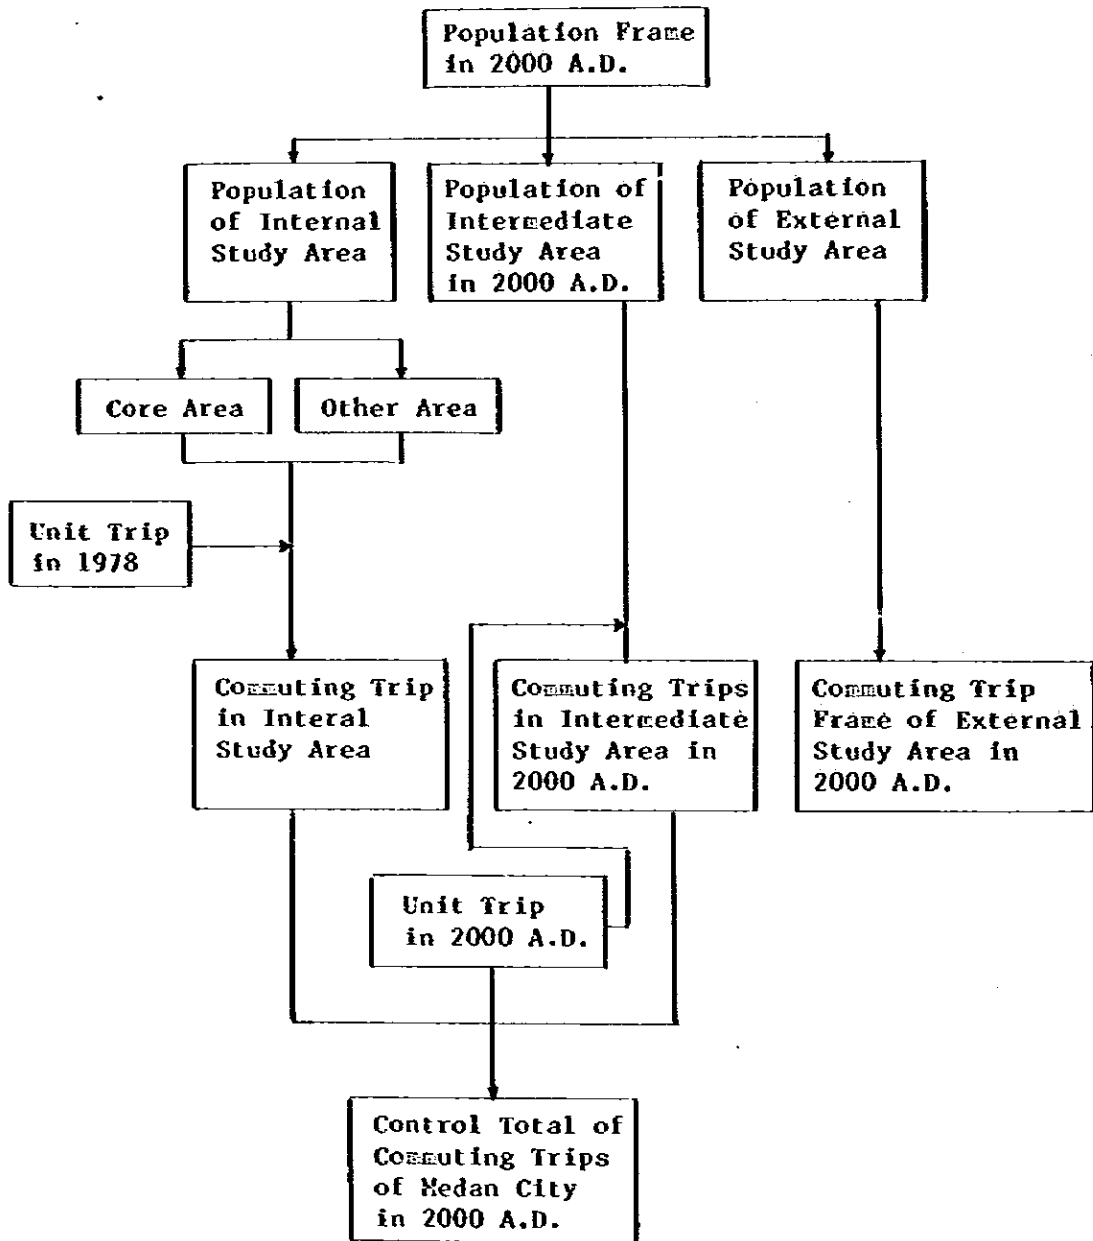 Population Frame
in 2000 A.D.
Population
of Internal
Study Area
Population of
Intermediate
Study Area
in 2000 A.D.
Population
of External
Study Area
Core Area
Other Area
Unit Trip
in 1978
Commuting Trip
in Interal
Study Area
Commuting Trips
in Intermediate
Study Area in
2000 A.D.
Commuting Trip
Frame of External
Study Area in
2000 A.D.
Unit Trip
in 2000 A.D.
Control Total of
Commuting Trips
of Medan City
in 2000 A.D.